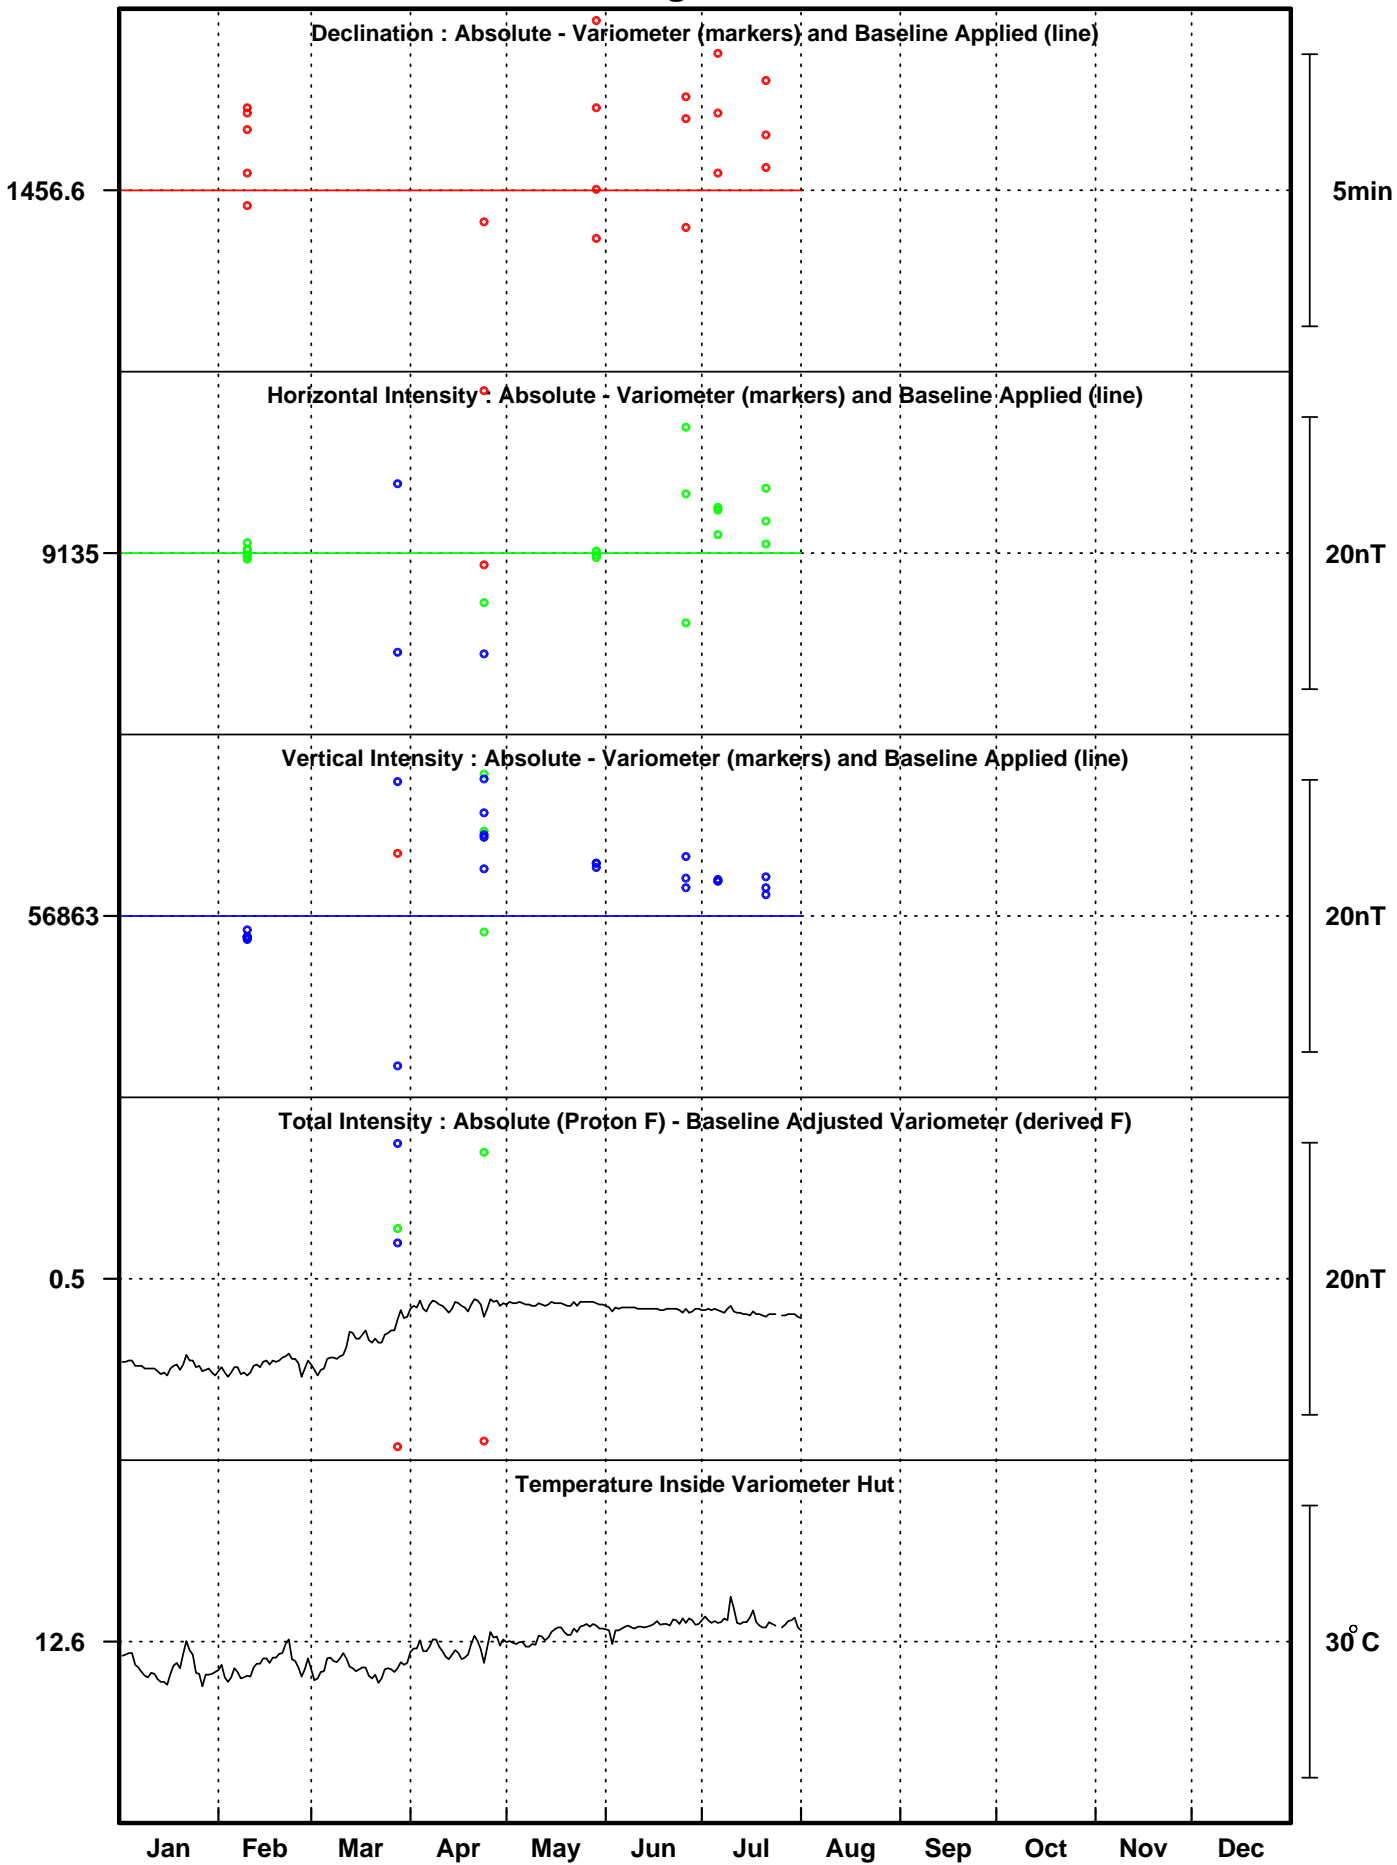 Declination : Absolute - Variometer (markers) and Baseline Applied (line)
1456.6
5min
Horizontal Intensity : Absolute - Variometer (markers) and Baseline Applied (line)
9135
20nT
Vertical Intensity : Absolute - Variometer (markers) and Baseline Applied (line)
56863
20nT
Total Intensity : Absolute (Proton F) - Baseline Adjusted Variometer (derived F)
0.5
20nT
Temperature Inside Variometer Hut
12.6
30°C
Jan Feb Mar Apr May Jun Jul Aug Sep Oct Nov Dec